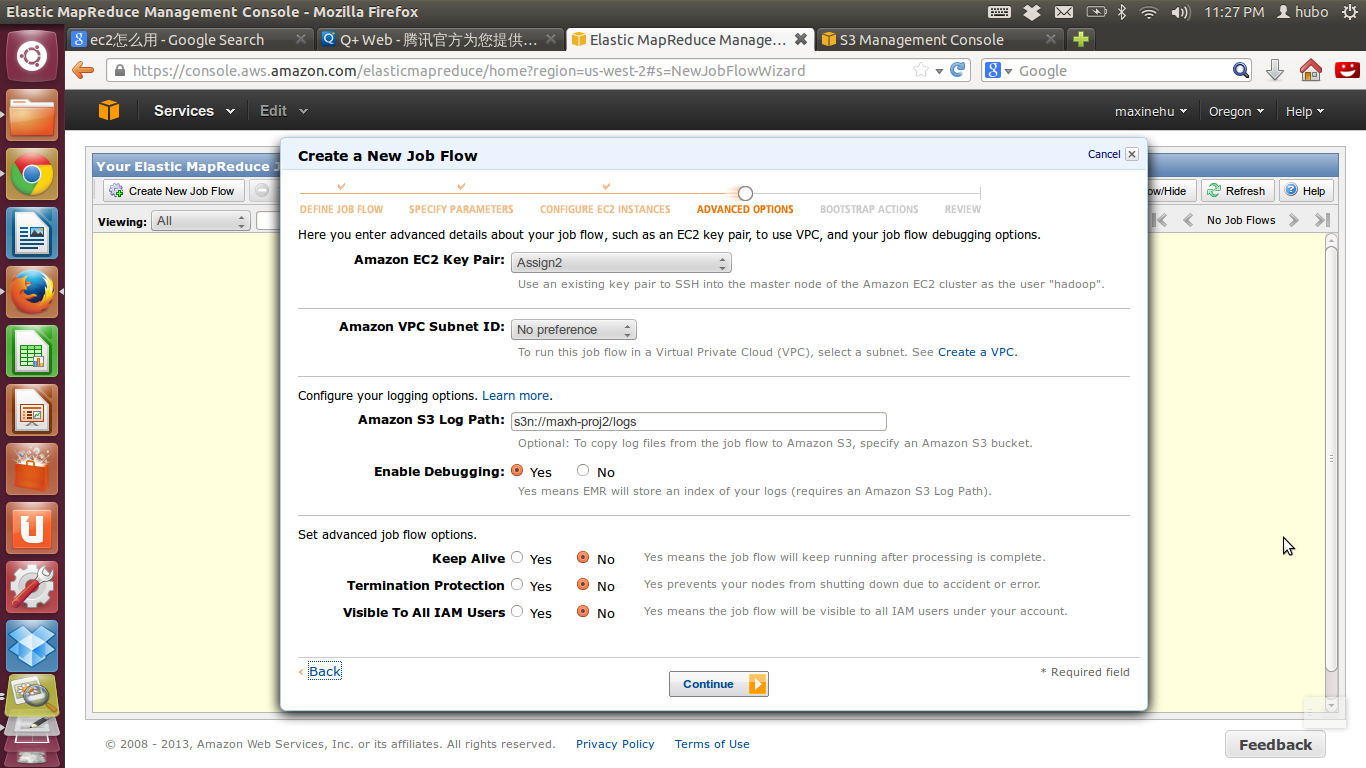 Elastic MapReduce Management Console - Mozilla Firefox
11:27 PM hubo
ec2怎么用 - Google Search
Q+ Web - 腾讯官方为您提供...
Elastic MapReduce Manage...
S3 Management Console
https://console.aws.amazon.com/elasticmapreduce/home?region=us-west-2#s=NewJobFlowWizard
Google
Services Edit maxinehu Oregon Help
Your Elastic MapReduce J
Create New Job Flow
ow/Hide Refresh Help
Viewing: All
No Job Flows
Create a New Job Flow
Cancel
DEFINE JOB FLOW SPECIFY PARAMETERS CONFIGURE EC2 INSTANCES ADVANCED OPTIONS BOOTSTRAP ACTIONS REVIEW
Here you enter advanced details about your job flow, such as an EC2 key pair, to use VPC, and your job flow debugging options.
Amazon EC2 Key Pair: Assign2
Use an existing key pair to SSH into the master node of the Amazon EC2 cluster as the user "hadoop".
Amazon VPC Subnet ID: No preference
To run this job flow in a Virtual Private Cloud (VPC), select a subnet. See Create a VPC.
Configure your logging options. Learn more.
Amazon S3 Log Path: s3n://maxh-proj2/logs
Optional: To copy log files from the job flow to Amazon S3, specify an Amazon S3 bucket.
Enable Debugging: Yes No
Yes means EMR will store an index of your logs (requires an Amazon S3 Log Path).
Set advanced job flow options.
Keep Alive Yes No Yes means the job flow will keep running after processing is complete.
Termination Protection Yes No Yes prevents your nodes from shutting down due to accident or error.
Visible To All IAM Users Yes No Yes means the job flow will be visible to all IAM users under your account.
Back
* Required field
Continue
© 2008 - 2013, Amazon Web Services, Inc. or its affiliates. All rights reserved. Privacy Policy Terms of Use
Feedback